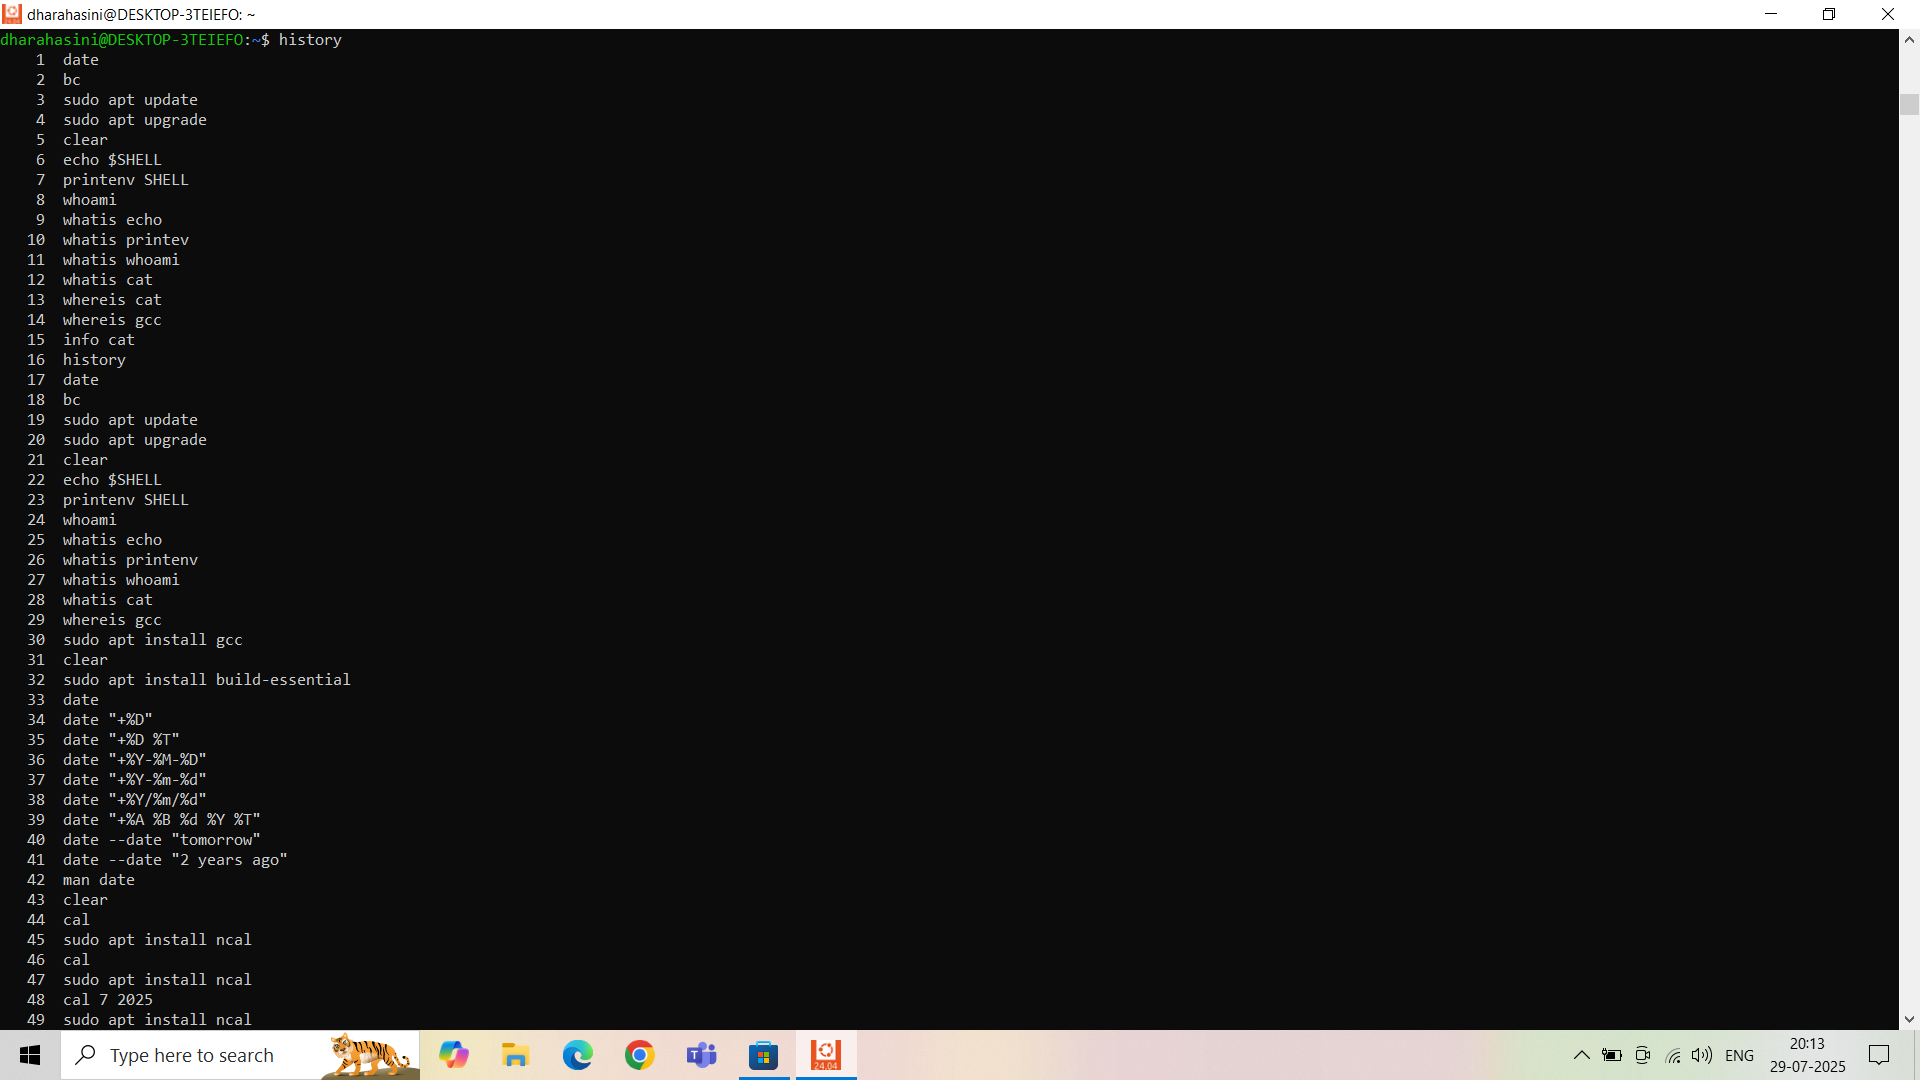 dharahasini@DESKTOP-3TEIEFO: ~
dharahasini@DESKTOP-3TEIEFO:~$ history
1 date
2 bc
3 sudo apt update
4 sudo apt upgrade
5 clear
6 echo $SHELL
7 printenv SHELL
8 whoami
9 whatis echo
10 whatis printev
11 whatis whoami
12 whatis cat
13 whereis cat
14 whereis gcc
15 info cat
16 history
17 date
18 bc
19 sudo apt update
20 sudo apt upgrade
21 clear
22 echo $SHELL
23 printenv SHELL
24 whoami
25 whatis echo
26 whatis printenv
27 whatis whoami
28 whatis cat
29 whereis gcc
30 sudo apt install gcc
31 clear
32 sudo apt install build-essential
33 date
34 date "+%D"
35 date "+%D %T"
36 date "+%Y-%M-%D"
37 date "+%Y-%m-%d"
38 date "+%Y/%m/%d"
39 date "+%A %B %d %Y %T"
40 date --date "tomorrow"
41 date --date "2 years ago"
42 man date
43 clear
44 cal
45 sudo apt install ncal
46 cal
47 sudo apt install ncal
48 cal 7 2025
49 sudo apt install ncal
Type here to search
24.04
ENG
20:13
29-07-2025